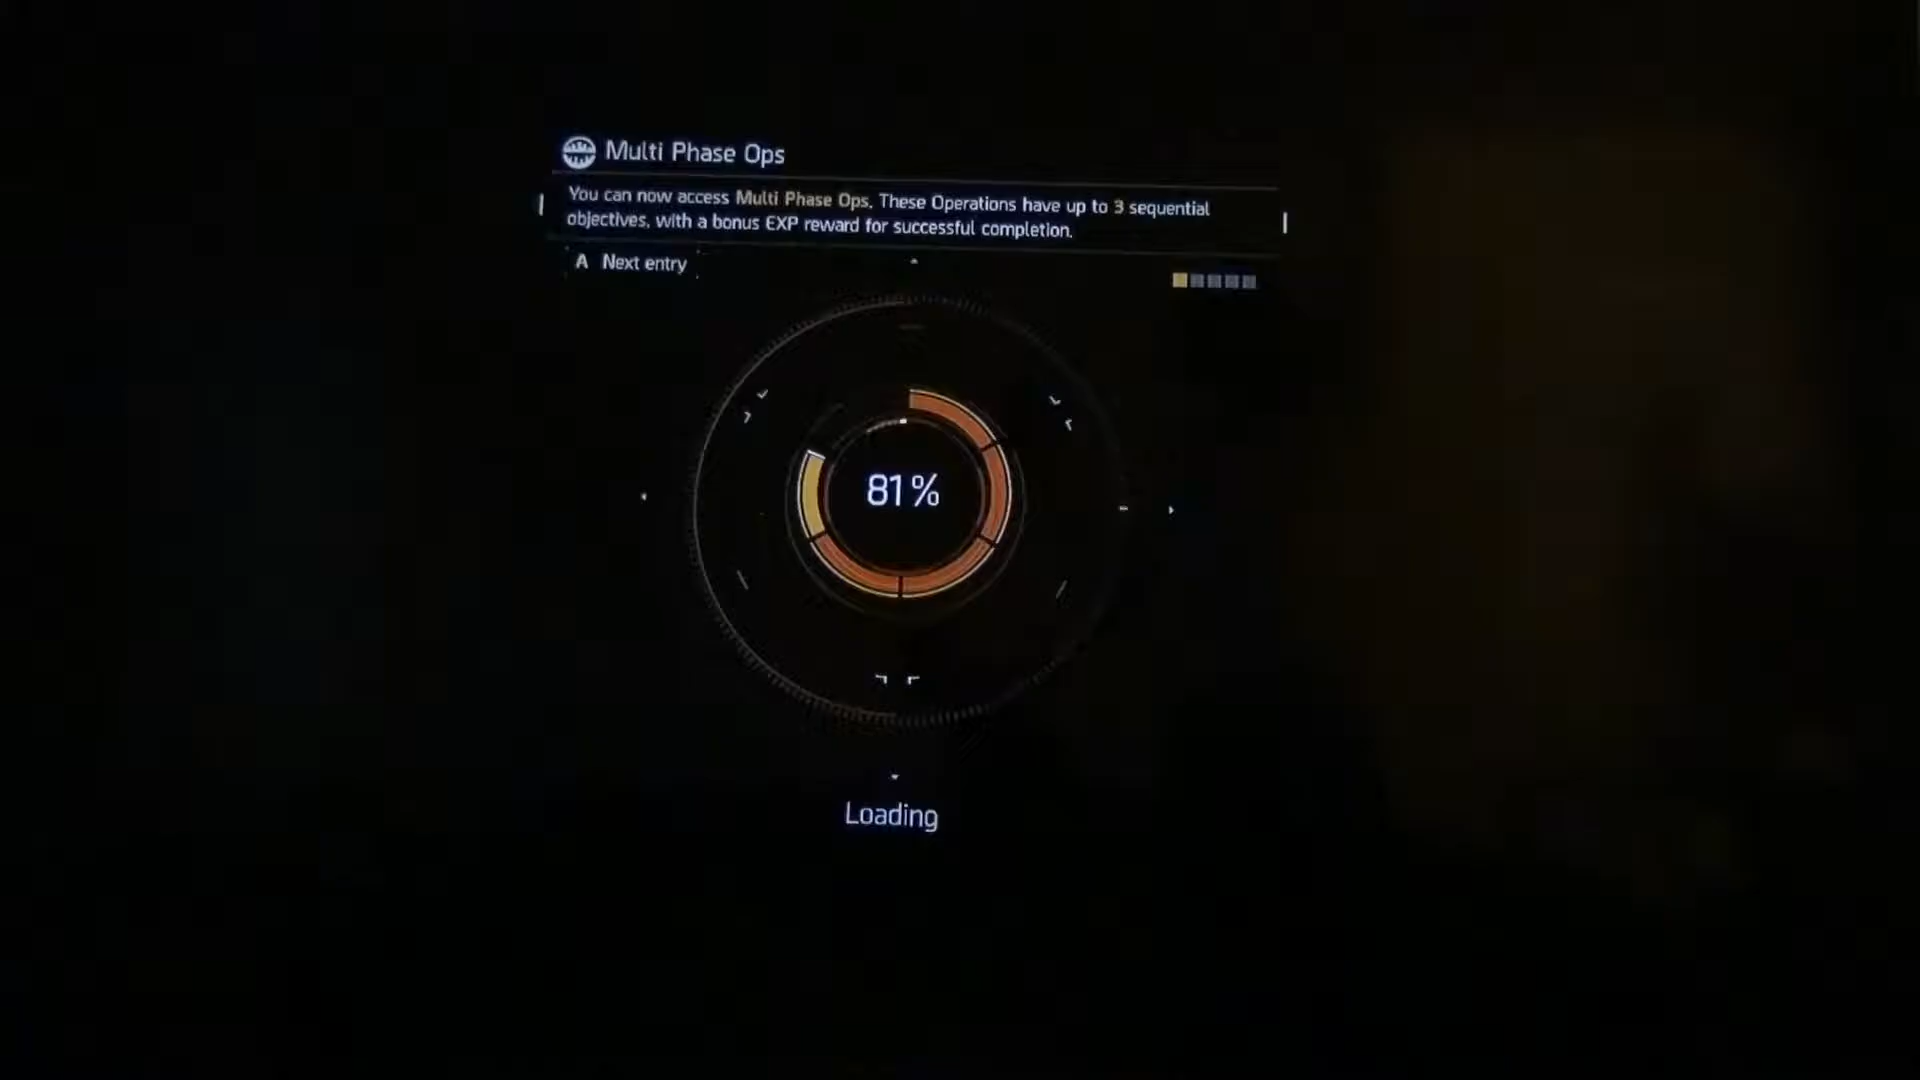 Multi Phase Ops
You can now access Multi Phase Ops. These Operations have up to 3 sequential
objectives, with a bonus EXP reward for successful completion.
A Next entry
81%
Loading